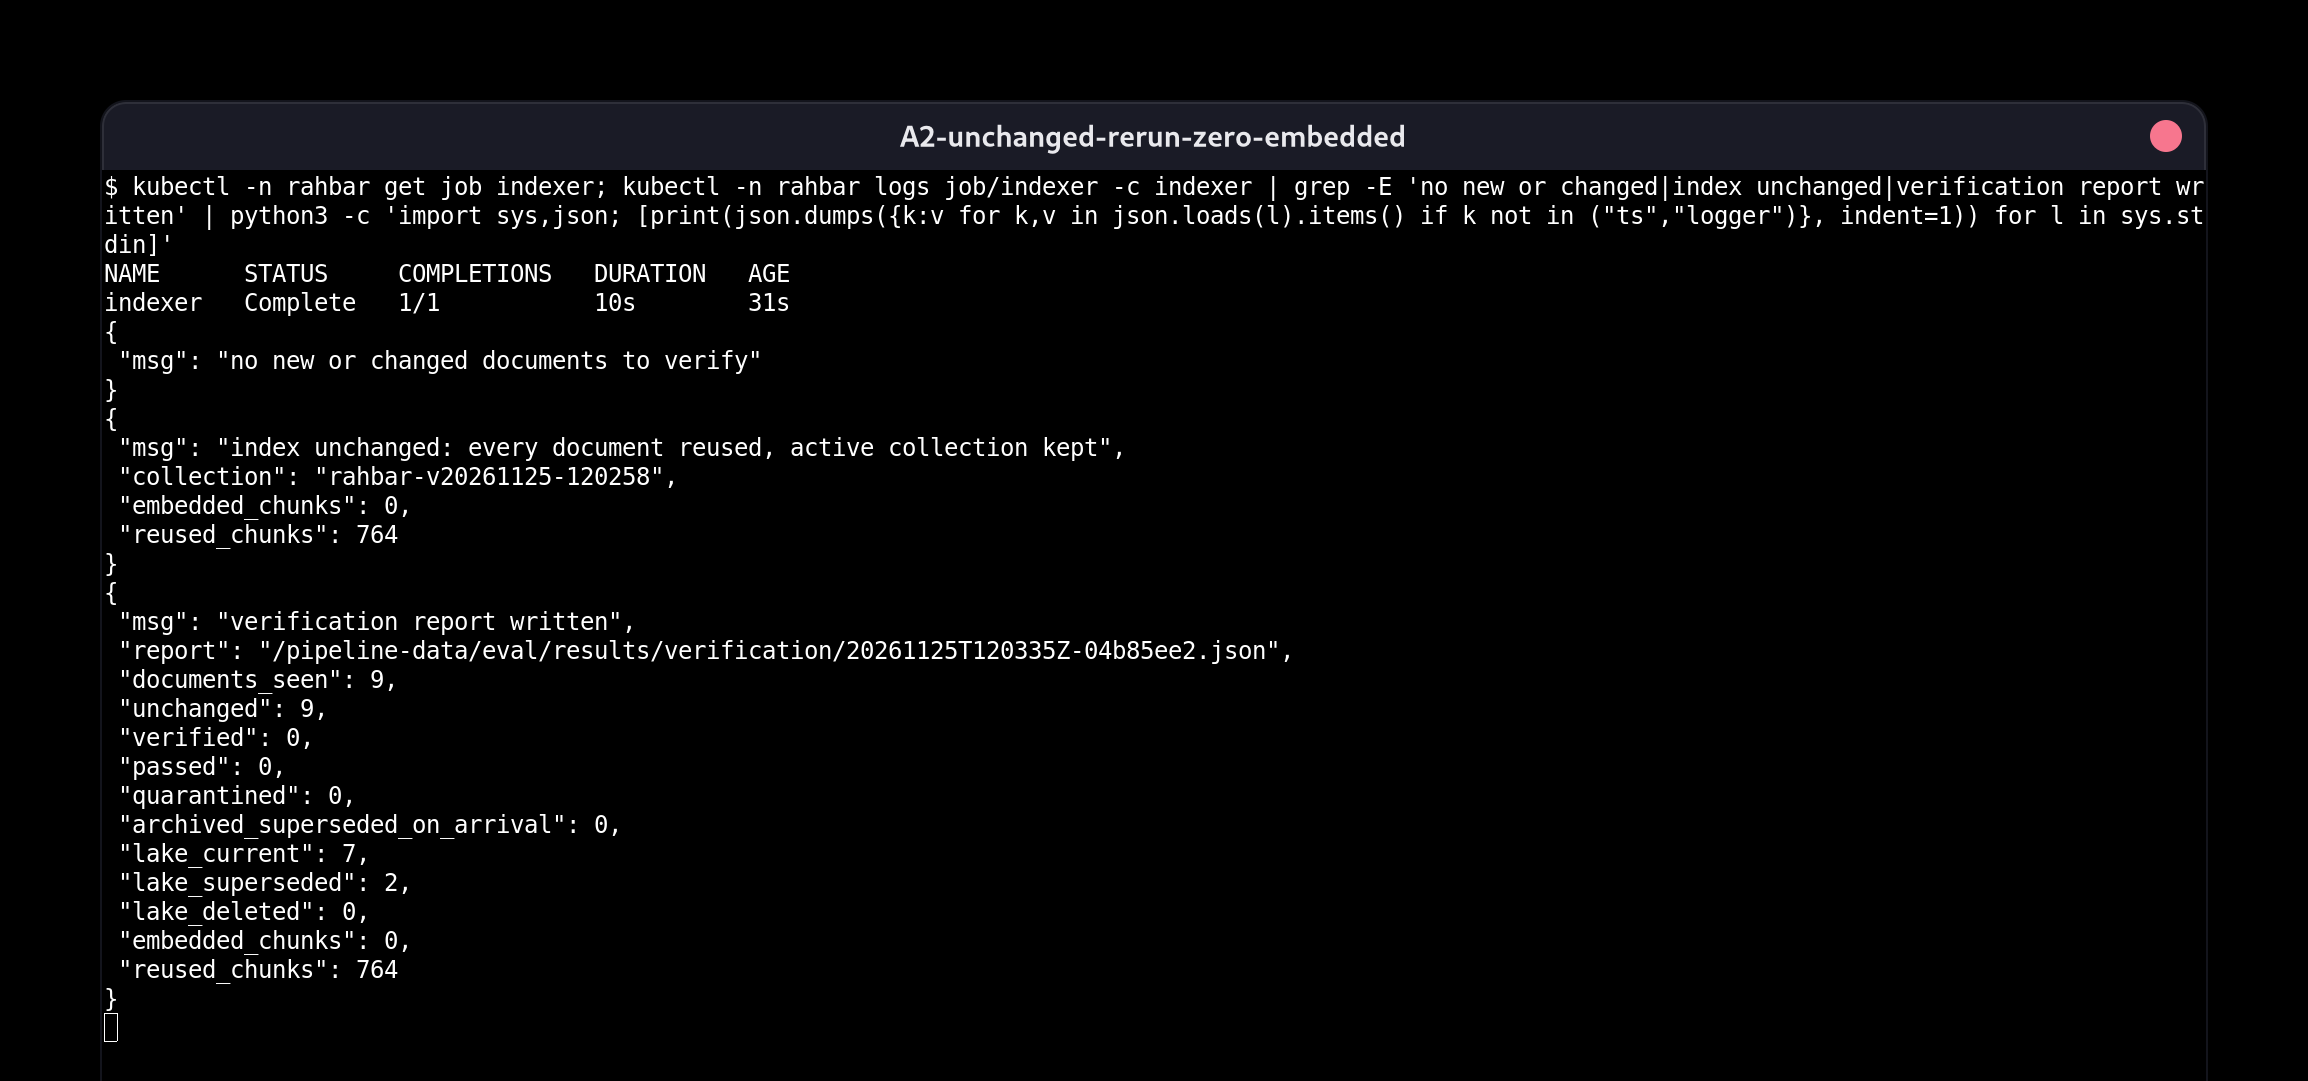 A2-unchanged-rerun-zero-embedded
$ kubectl -n rahbar get job indexer; kubectl -n rahbar logs job/indexer -c indexer | grep -E 'no new or changed|index unchanged|verification report wr
itten' | python3 -c 'import sys,json; [print(json.dumps({k:v for k,v in json.loads(l).items() if k not in ("ts","logger")}, indent=1)) for l in sys.st
din]'
NAME      STATUS     COMPLETIONS   DURATION   AGE
indexer   Complete   1/1           10s        31s
{
 "msg": "no new or changed documents to verify"
}
{
 "msg": "index unchanged: every document reused, active collection kept",
 "collection": "rahbar-v20261125-120258",
 "embedded_chunks": 0,
 "reused_chunks": 764
}
{
 "msg": "verification report written",
 "report": "/pipeline-data/eval/results/verification/20261125T120335Z-04b85ee2.json",
 "documents_seen": 9,
 "unchanged": 9,
 "verified": 0,
 "passed": 0,
 "quarantined": 0,
 "archived_superseded_on_arrival": 0,
 "lake_current": 7,
 "lake_superseded": 2,
 "lake_deleted": 0,
 "embedded_chunks": 0,
 "reused_chunks": 764
}